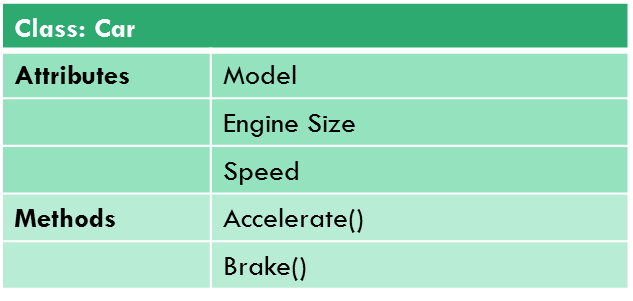 Class: Car
Attributes Model
Engine Size
Speed
Methods Accelerate()
Brake()